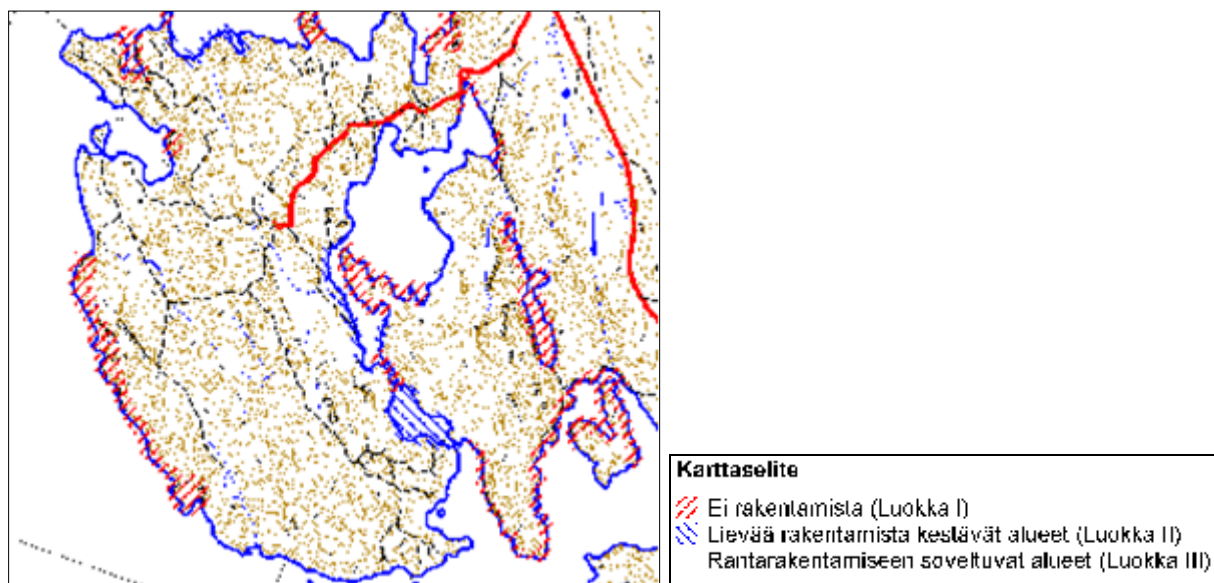 Karttaselite
Ei rakentamista (Luokka I)
Lievää rakentamista kestävät alueet (Luokka II)
Rantarakentamiseen soveltuvat alueet (Luokka III)